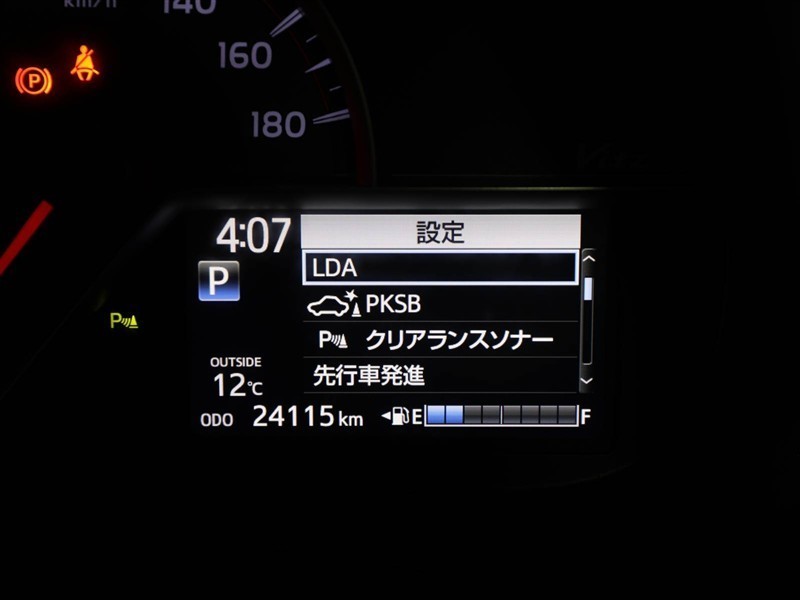 km/h
140
160
180
4:07
設定
P
LDA
PKSB
P クリアランスソナー
先行車発進
P
OUTSIDE
12℃
ODO 24115 km
E F
P